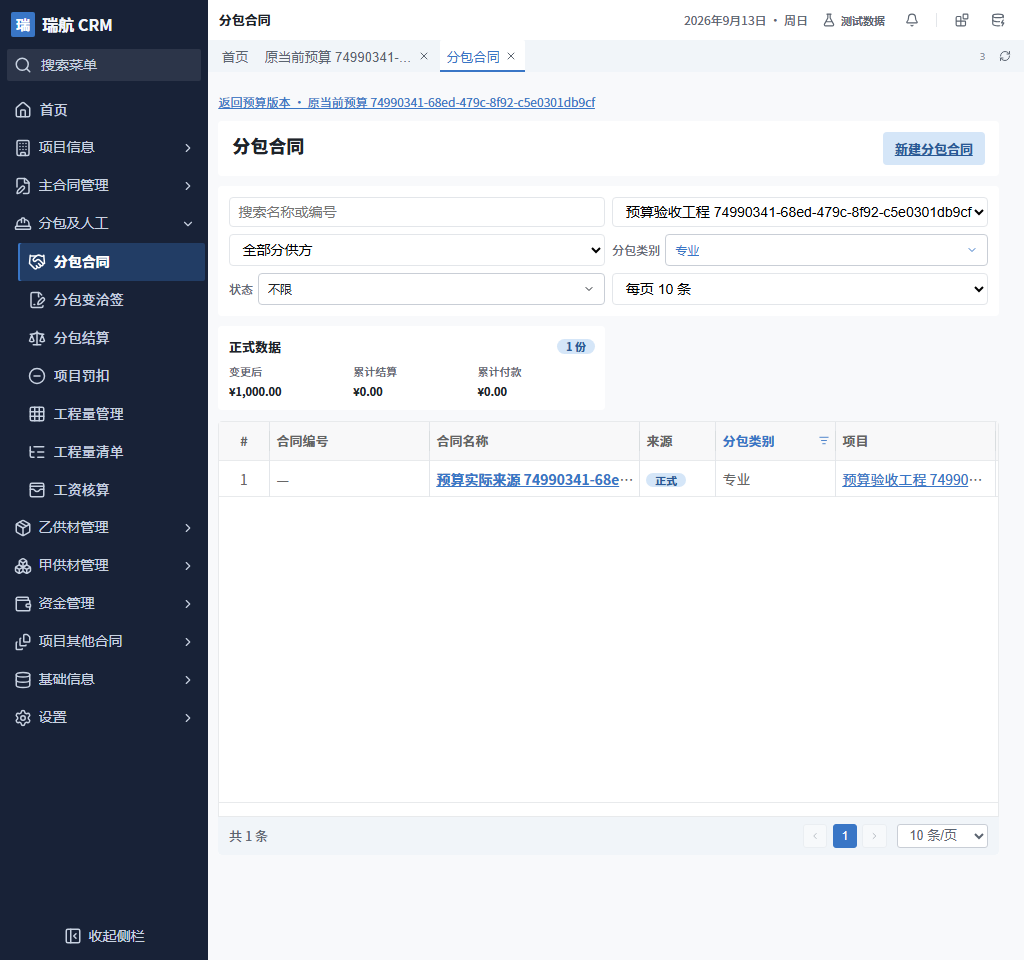 瑞 瑞航 CRM
搜索菜单
首页
项目信息
主合同管理
分包及人工
分包合同
分包变洽签
分包结算
项目罚扣
工程量管理
工程量清单
工资核算
乙供材管理
甲供材管理
资金管理
项目其他合同
基础信息
设置
收起侧栏
分包合同
2026年9月13日 · 周日 测试数据
首页 原当前预算 74990341-... 分包合同 3
返回预算版本 · 原当前预算 74990341-68ed-479c-8f92-c5e0301db9cf
分包合同 新建分包合同
搜索名称或编号 预算验收工程 74990341-68ed-479c-8f92-c5e0301db9cf
全部分供方 分包类别 专业
状态 不限 每页 10 条
正式数据 1 份
变更后 累计结算 累计付款
¥1,000.00 ¥0.00 ¥0.00
# 合同编号 合同名称 来源 分包类别 项目
1 — 预算实际来源 74990341-68e… 正式 专业 预算验收工程 74990…
共 1 条 1 10 条/页